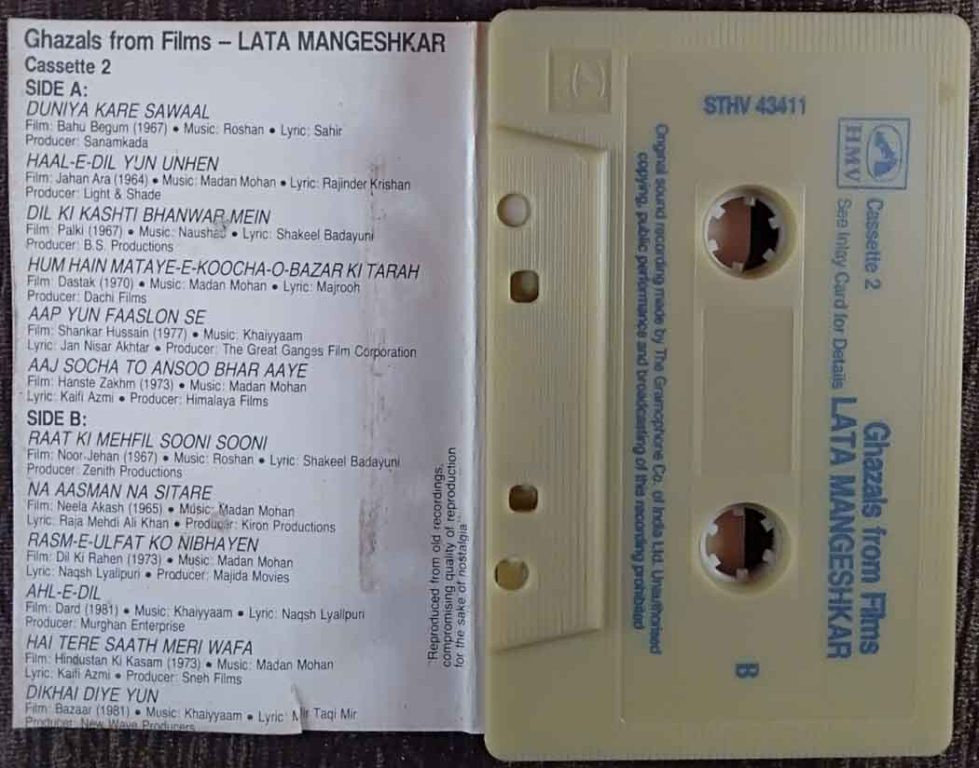 Ghazals from Films – LATA MANGESHKAR
Cassette 2
SIDE A:
DUNIYA KARE SAWAAL
Film: Bahu Begum (1967) • Music: Roshan • Lyric: Sahir
Producer: Sanamkada
HAAL-E-DIL YUN UNHEN
Film: Jahan Ara (1964) • Music: Madan Mohan • Lyric: Rajinder Krishan
Producer: Light & Shade
DIL KI KASHTI BHANWAR MEIN
Film: Palki (1967) • Music: Naushad • Lyric: Shakeel Badayuni
Producer: B.S. Productions
HUM HAIN MATAYE-E-KOOCHA-O-BAZAR KI TARAH
Film: Dastak (1970) • Music: Madan Mohan • Lyric: Majrooh
Producer: Dachi Films
AAP YUN FAASLON SE
Film: Shankar Hussain (1977) • Music: Khaiyyaam
Lyric: Jan Nisar Akhtar • Producer: The Great Ganges Film Corporation
AAJ SOCHA TO ANSOO BHAR AAYE
Film: Hanste Zakhm (1973) • Music: Madan Mohan
Lyric: Kaifi Azmi • Producer: Himalaya Films
SIDE B:
RAAT KI MEHFIL SOONI SOONI
Film: Noor-Jehan (1967) • Music: Roshan • Lyric: Shakeel Badayuni
Producer: Zenith Productions
NA AASMAN NA SITARE
Film: Neela Akash (1965) • Music: Madan Mohan
Lyric: Raja Mehdi Ali Khan • Producer: Kiron Productions
RASM-E-ULFAT KO NIBHAYEN
Film: Dil Ki Rahen (1973) • Music: Madan Mohan
Lyric: Naqsh Lyalipuri • Producer: Majida Movies
AHL-E-DIL
Film: Dard (1981) • Music: Khaiyyaam • Lyric: Naqsh Lyallpuri
Producer: Murghan Enterprise
HAI TERE SAATH MERI WAFA
Film: Hindustan Ki Kasam (1973) • Music: Madan Mohan
Lyric: Kaifi Azmi • Producer: Sneh Films
DIKHAI DIYE YUN
Film: Bazaar (1981) • Music: Khaiyyaam • Lyric: Mir Taqi Mir
Producer: New Wave Producers
"Reproduced from old recordings,
compromising quality of reproduction
for the sake of nostalgia"
STHV 43411
HMV
Cassette 2
See Inlay Card for Details
Ghazals from Films
LATA MANGESHKAR
B
Original sound recording made by The Gramophone Co. of India Ltd. Unauthorised
copying, public performance and broadcasting of this recording prohibited